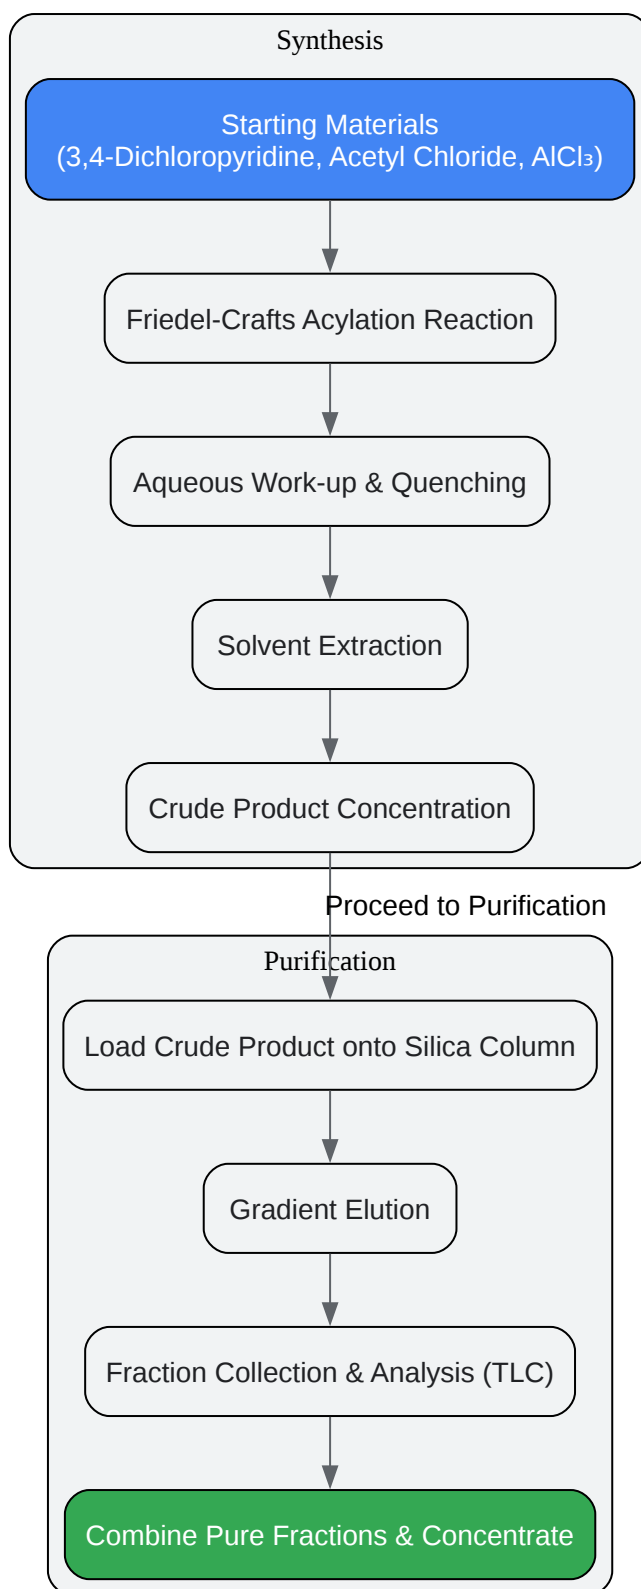 Synthesis
Starting Materials
(3,4-Dichloropyridine, Acetyl Chloride, AlCl₃)
Friedel-Crafts Acylation Reaction
Aqueous Work-up & Quenching
Solvent Extraction
Crude Product Concentration
Proceed to Purification
Purification
Load Crude Product onto Silica Column
Gradient Elution
Fraction Collection & Analysis (TLC)
Combine Pure Fractions & Concentrate